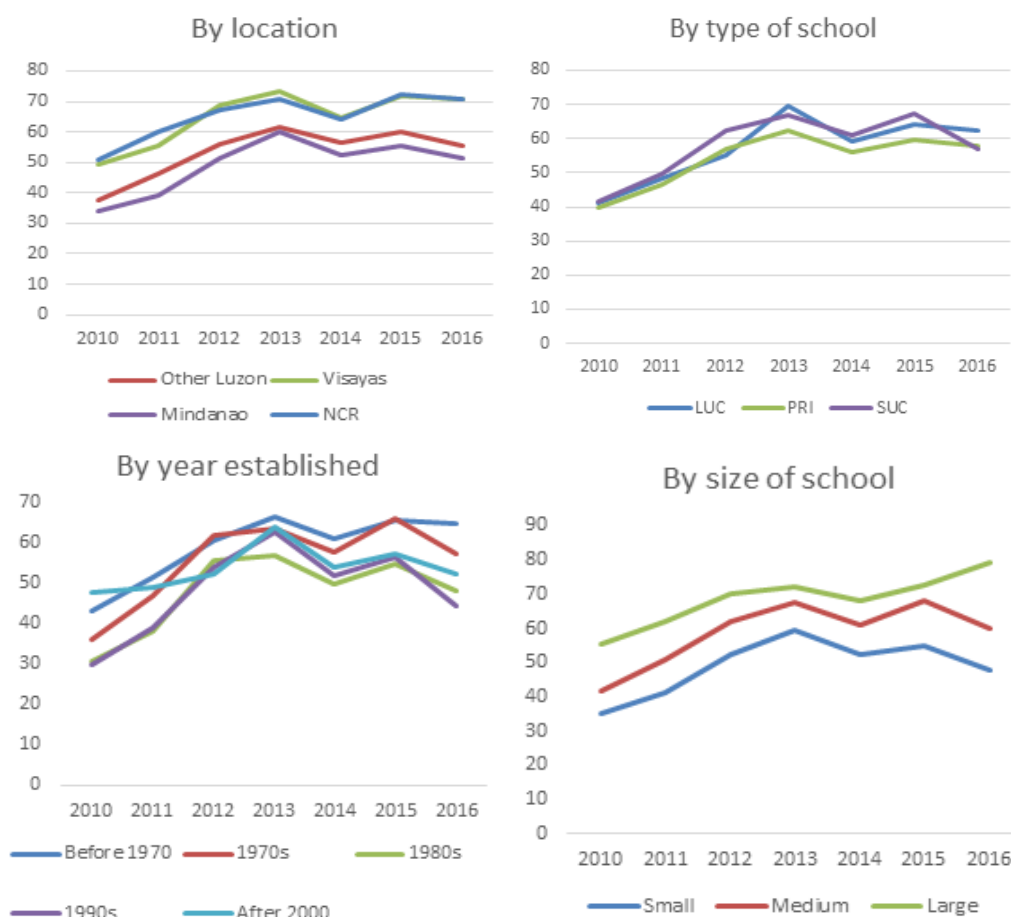 By location
80
70
60
50
40
30
20
10
0
2010 2011 2012 2013 2014 2015 2016
Other Luzon Visayas
Mindanao NCR
By type of school
80
70
60
50
40
30
20
10
0
2010 2011 2012 2013 2014 2015 2016
LUC PRI SUC
By year established
70
60
50
40
30
20
10
0
2010 2011 2012 2013 2014 2015 2016
Before 1970 1970s 1980s
1990s After 2000
By size of school
90
80
70
60
50
40
30
20
10
0
2010 2011 2012 2013 2014 2015 2016
Small Medium Large